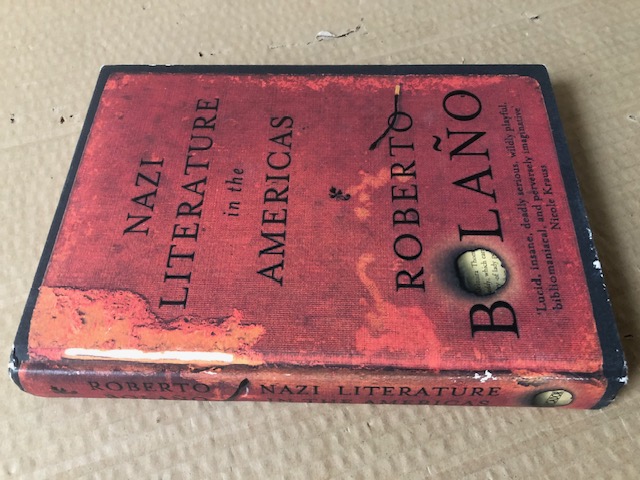 NAZI
LITERATURE
in the
AMERICAS
ROBERTO
BOLAÑO
'Lucid, insane, deadly serious, wildly playful,
bibliomaniacal, and perversely imaginative
Nicole Krauss
ROBERTO
NAZI LITERATURE
AMERICAS